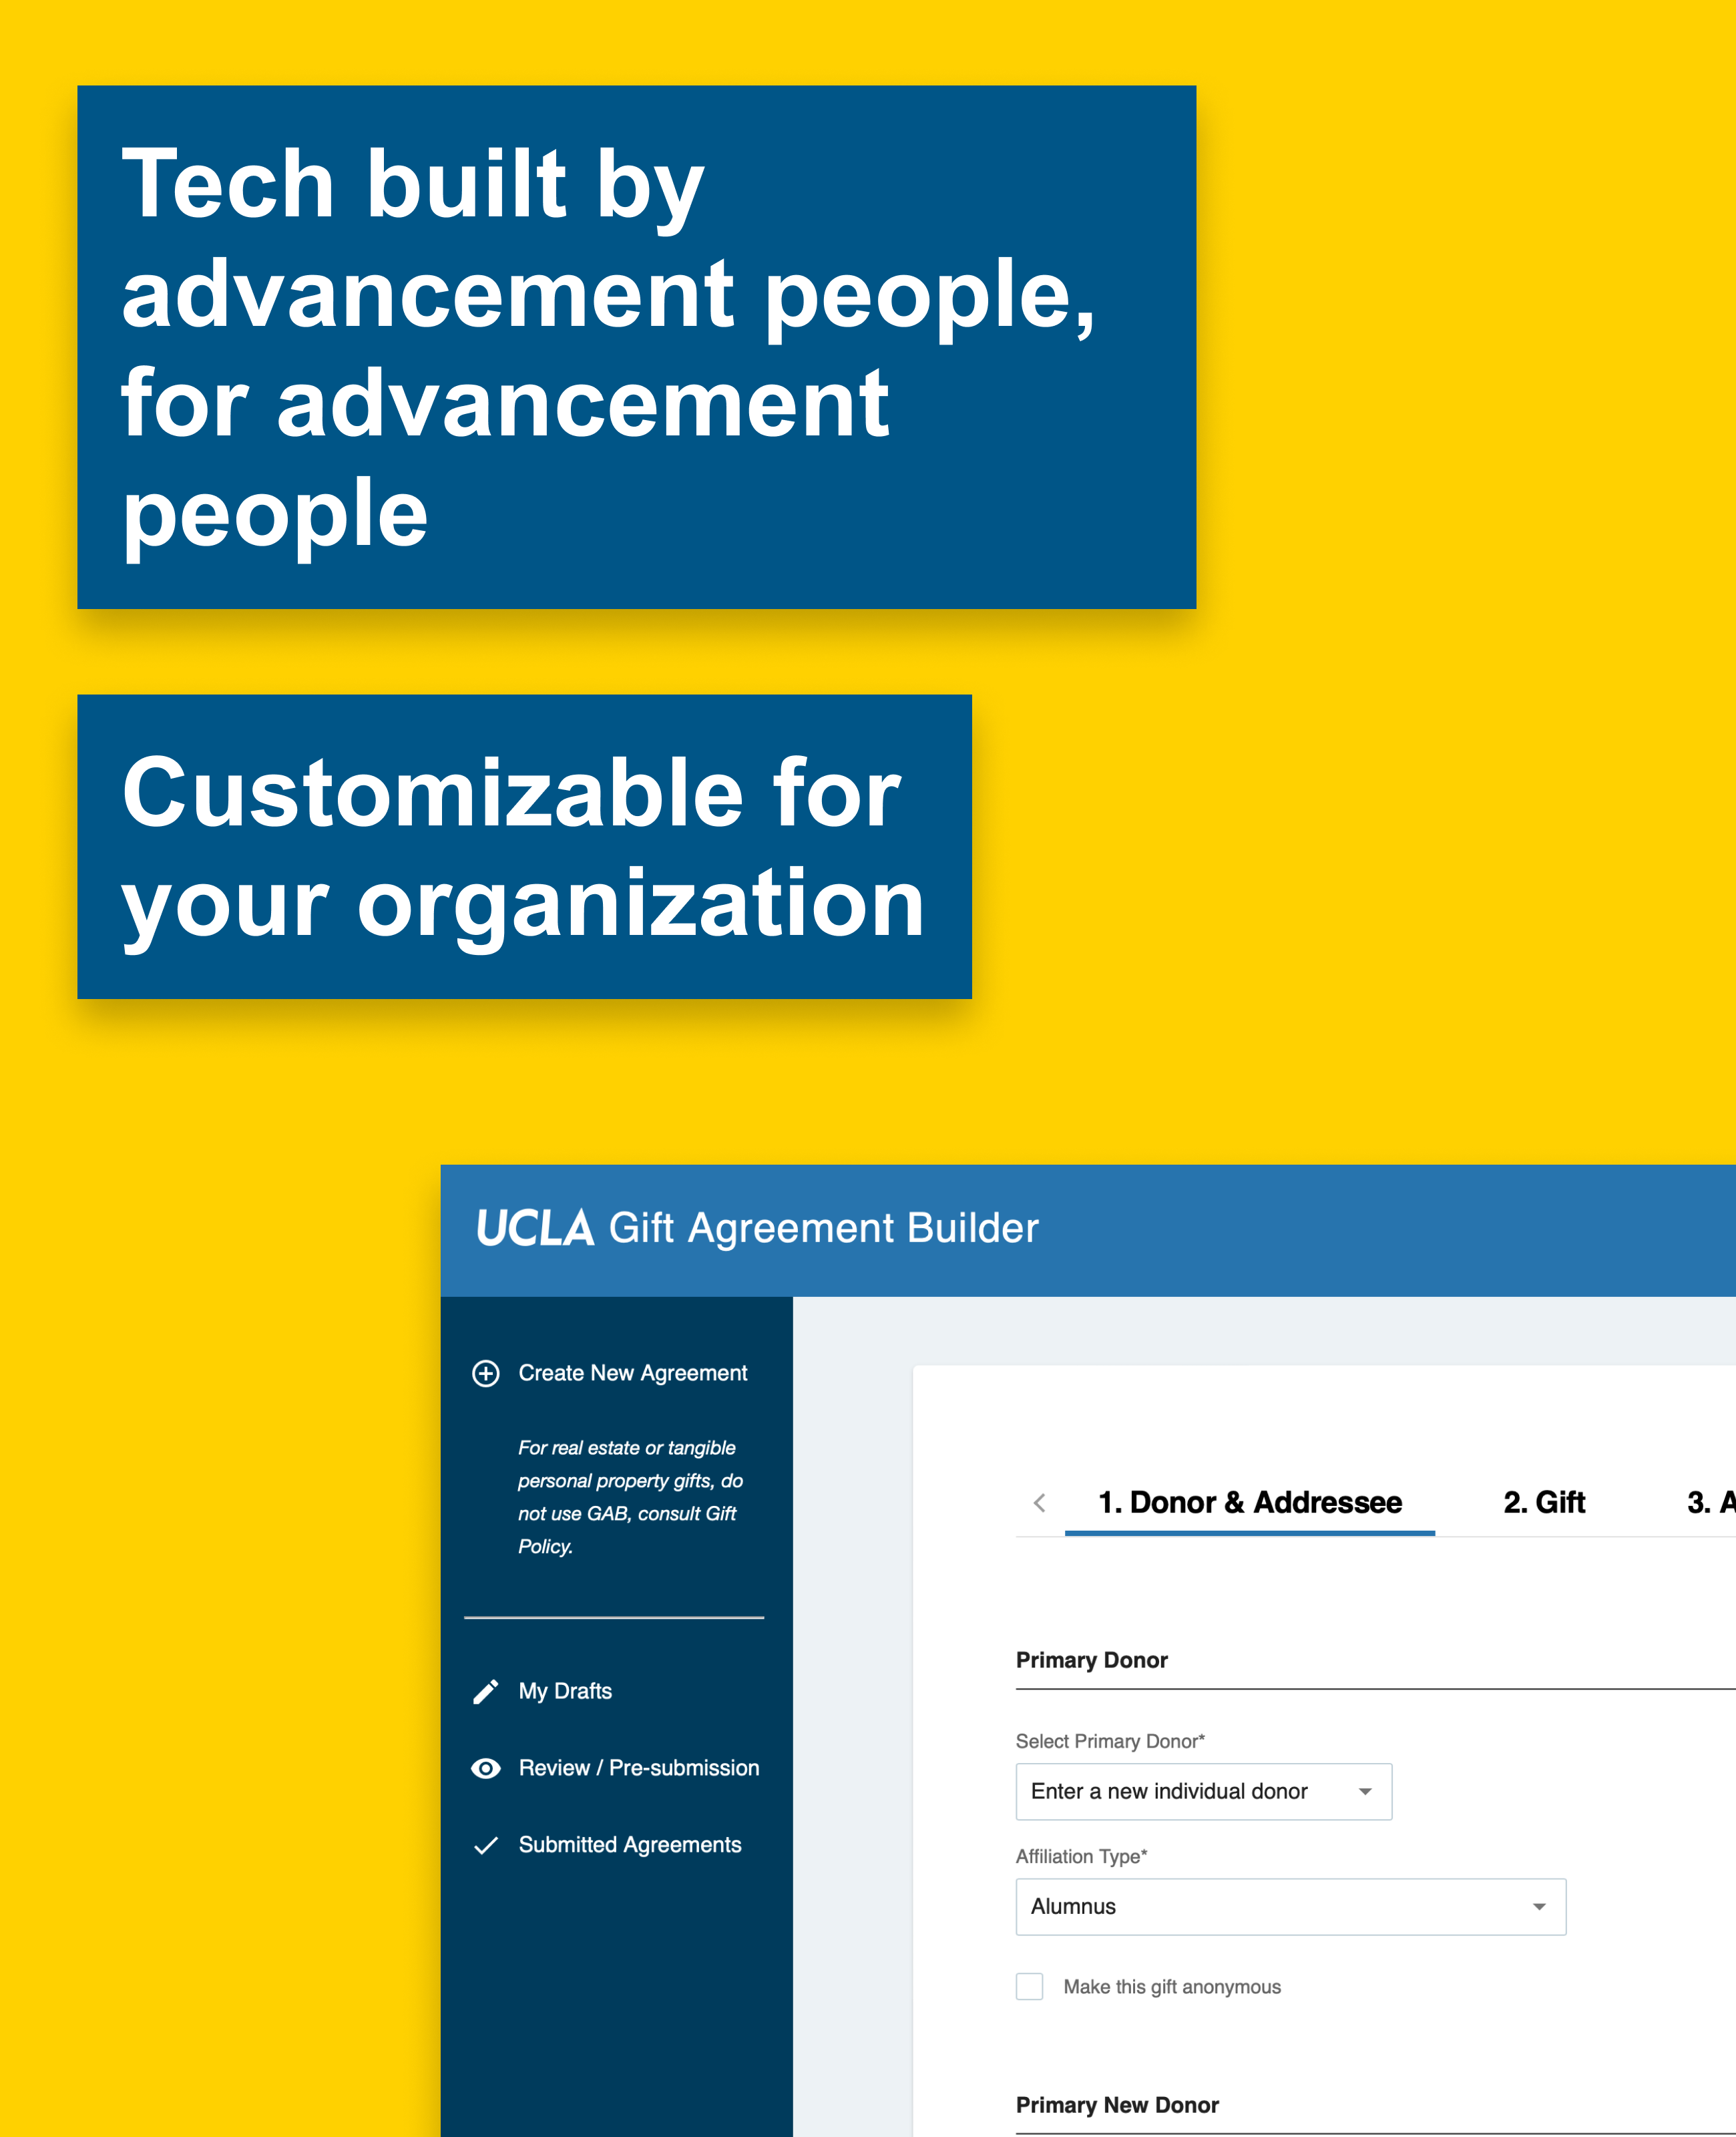 Tech built by
advancement people,
for advancement
people
Customizable for
your organization
UCLA Gift Agreement Builder
Create New Agreement
For real estate or tangible
personal property gifts, do
not use GAB, consult Gift
Policy.
My Drafts
Review / Pre-submission
Submitted Agreements
1. Donor & Addressee
2. Gift
3. A
Primary Donor
Select Primary Donor*
Enter a new individual donor
Affiliation Type*
Alumnus
Make this gift anonymous
Primary New Donor